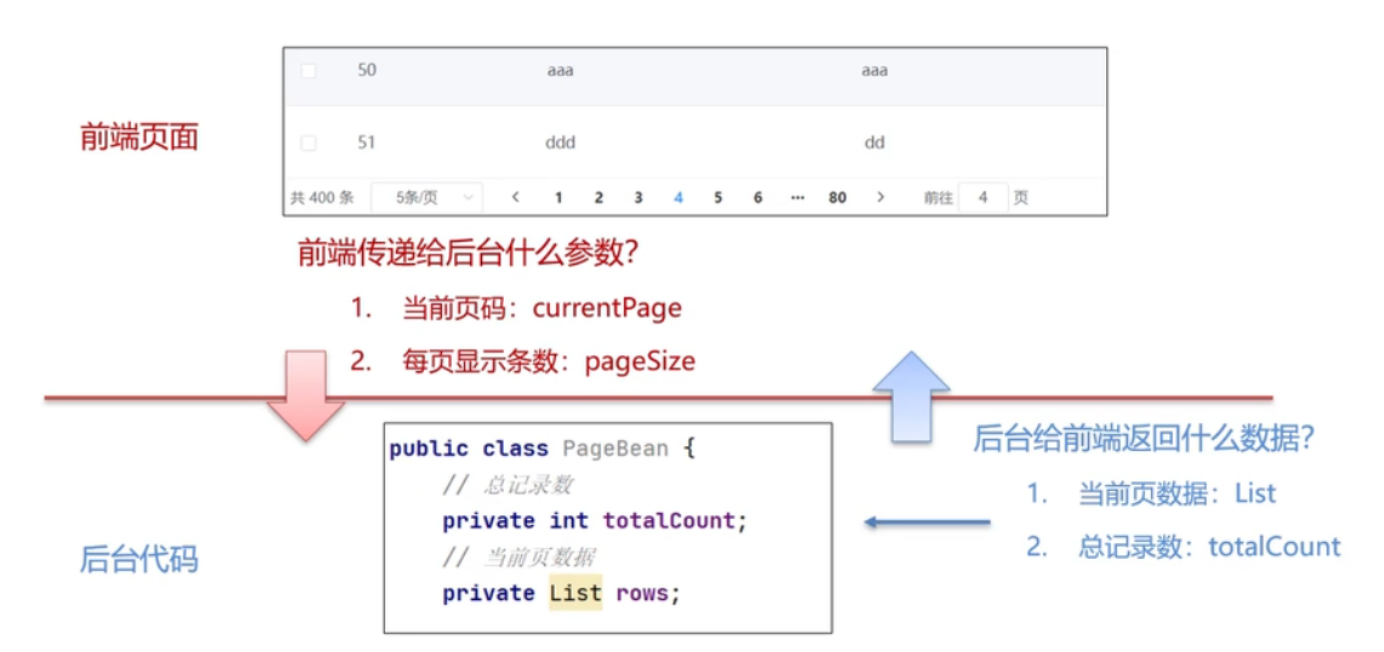 50 aaa aaa
前端页面
51 ddd dd
共 400 条 5条/页 < 1 2 3 4 5 6 ··· 80 > 前往 4 页
前端传递给后台什么参数?
1. 当前页码：currentPage
2. 每页显示条数：pageSize
public class PageBean {
// 总记录数
private int totalCount;
// 当前页数据
private List rows;
后台代码
后台给前端返回什么数据?
1. 当前页数据：List
2. 总记录数：totalCount